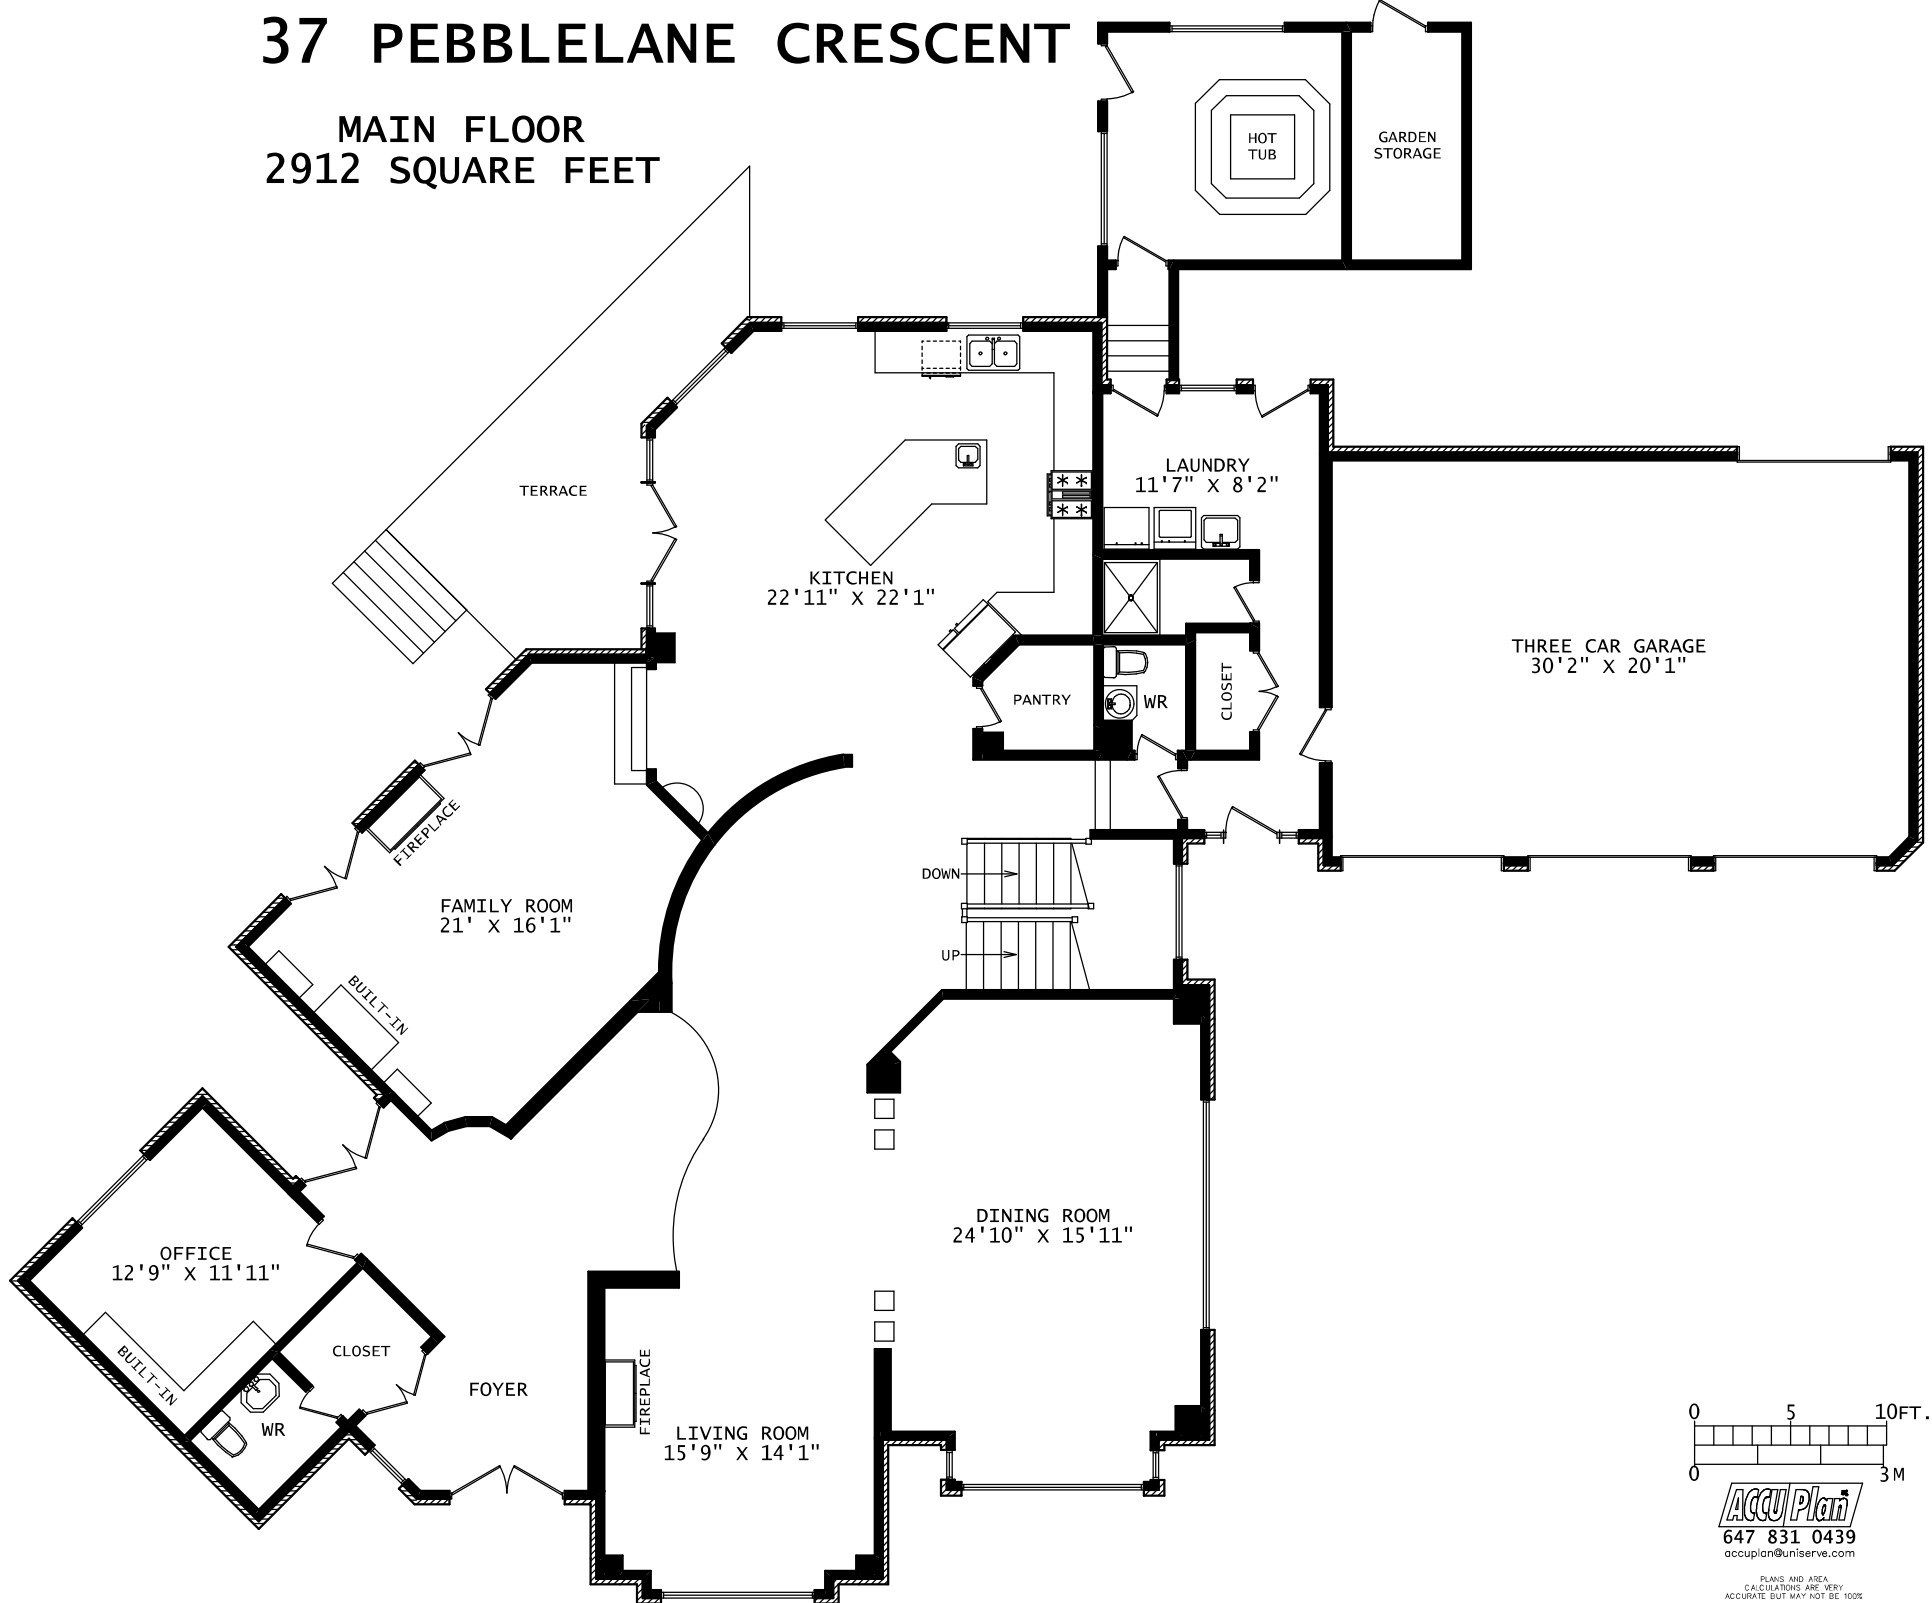 37 PEBBLELANE CRESCENT
MAIN FLOOR
2912 SQUARE FEET
HOT
TUB
GARDEN
STORAGE
TERRACE
LAUNDRY
11'7" X 8'2"
KITCHEN
22'11" X 22'1"
THREE CAR GARAGE
30'2" X 20'1"
PANTRY
WR
CLOSET
FIREPLACE
FAMILY ROOM
21' X 16'1"
BUILT-IN
DOWN
UP
DINING ROOM
24'10" X 15'11"
OFFICE
12'9" X 11'11"
BUILT-IN
CLOSET
WR
FOYER
FIREPLACE
LIVING ROOM
15'9" X 14'1"
0 5 10FT.
0 3M
ACCUPlan
647 831 0439
accuplan@uniserve.com
PLANS AND AREA
CALCULATIONS ARE VERY
ACCURATE BUT MAY NOT BE 100%